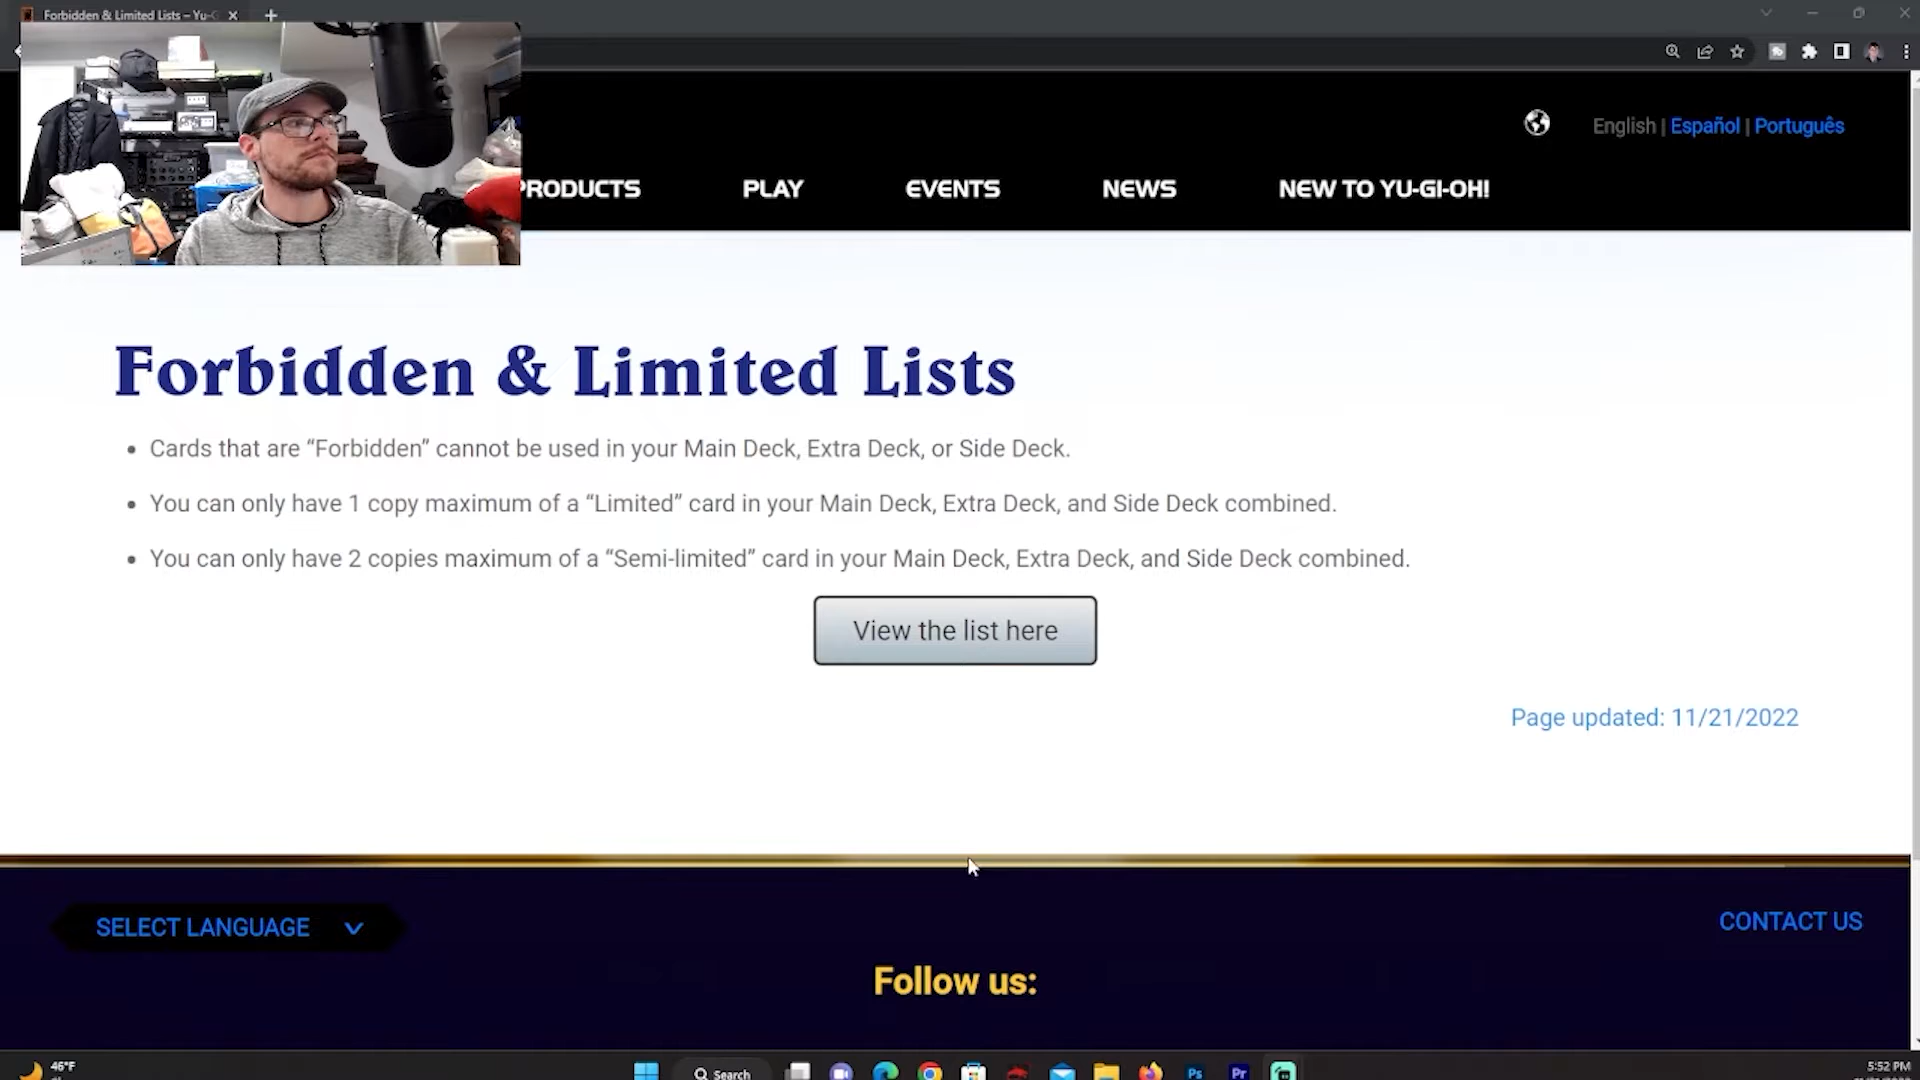 Forbidden & Limited Lists – Yu-G
English | Español | Português
PRODUCTS PLAY EVENTS NEWS NEW TO YU-GI-OH!
Forbidden & Limited Lists
• Cards that are “Forbidden” cannot be used in your Main Deck, Extra Deck, or Side Deck.
• You can only have 1 copy maximum of a “Limited” card in your Main Deck, Extra Deck, and Side Deck combined.
• You can only have 2 copies maximum of a “Semi-limited” card in your Main Deck, Extra Deck, and Side Deck combined.
View the list here
Page updated: 11/21/2022
SELECT LANGUAGE
CONTACT US
Follow us:
46°F
Search
Ps
Pr
5:52 PM